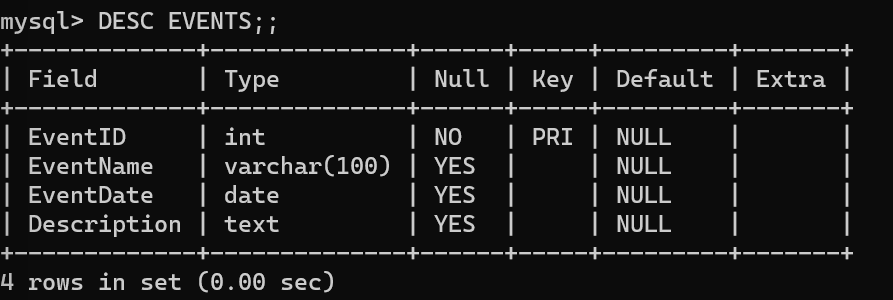 mysql> DESC EVENTS;;
+-------------+--------------+------+-----+---------+-------+
| Field       | Type         | Null | Key | Default | Extra |
+-------------+--------------+------+-----+---------+-------+
| EventID     | int          | NO   | PRI | NULL    |       |
| EventName   | varchar(100) | YES  |     | NULL    |       |
| EventDate   | date         | YES  |     | NULL    |       |
| Description | text         | YES  |     | NULL    |       |
+-------------+--------------+------+-----+---------+-------+
4 rows in set (0.00 sec)